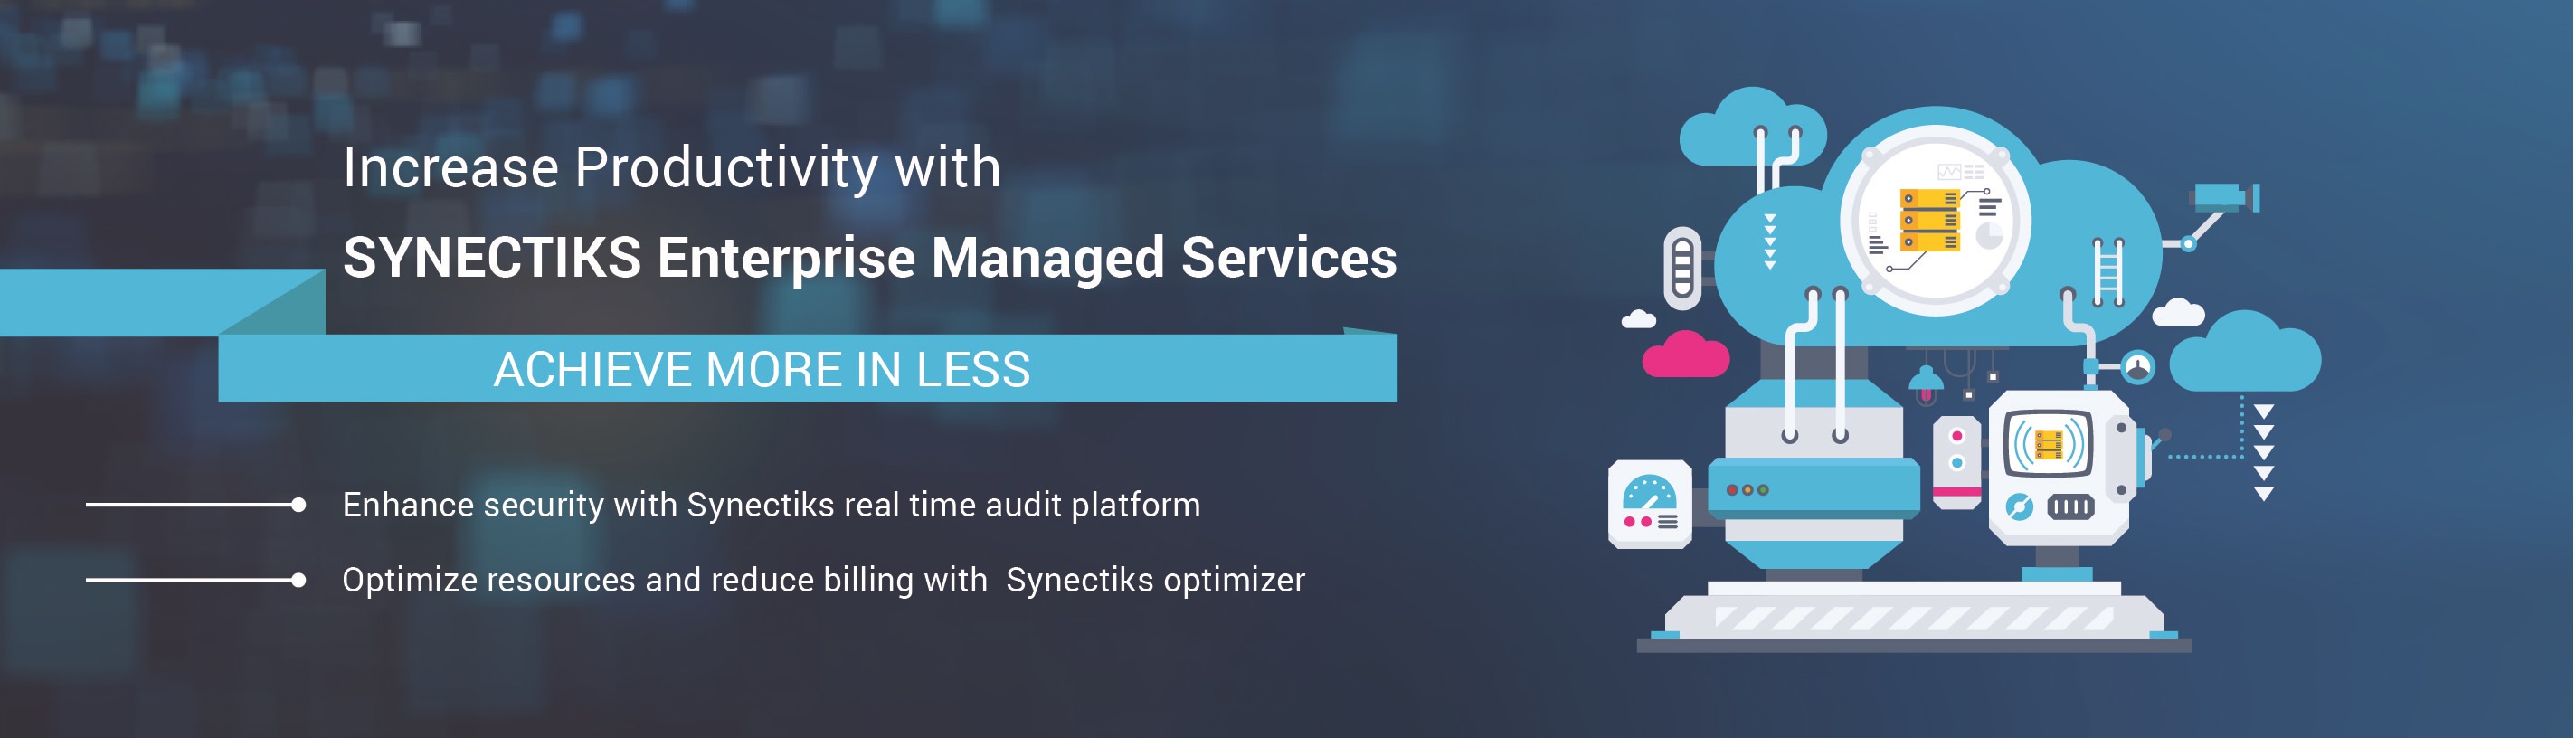 Increase Productivity with
SYNECTIKS Enterprise Managed Services
ACHIEVE MORE IN LESS
Enhance security with Synectiks real time audit platform
Optimize resources and reduce billing with  Synectiks optimizer